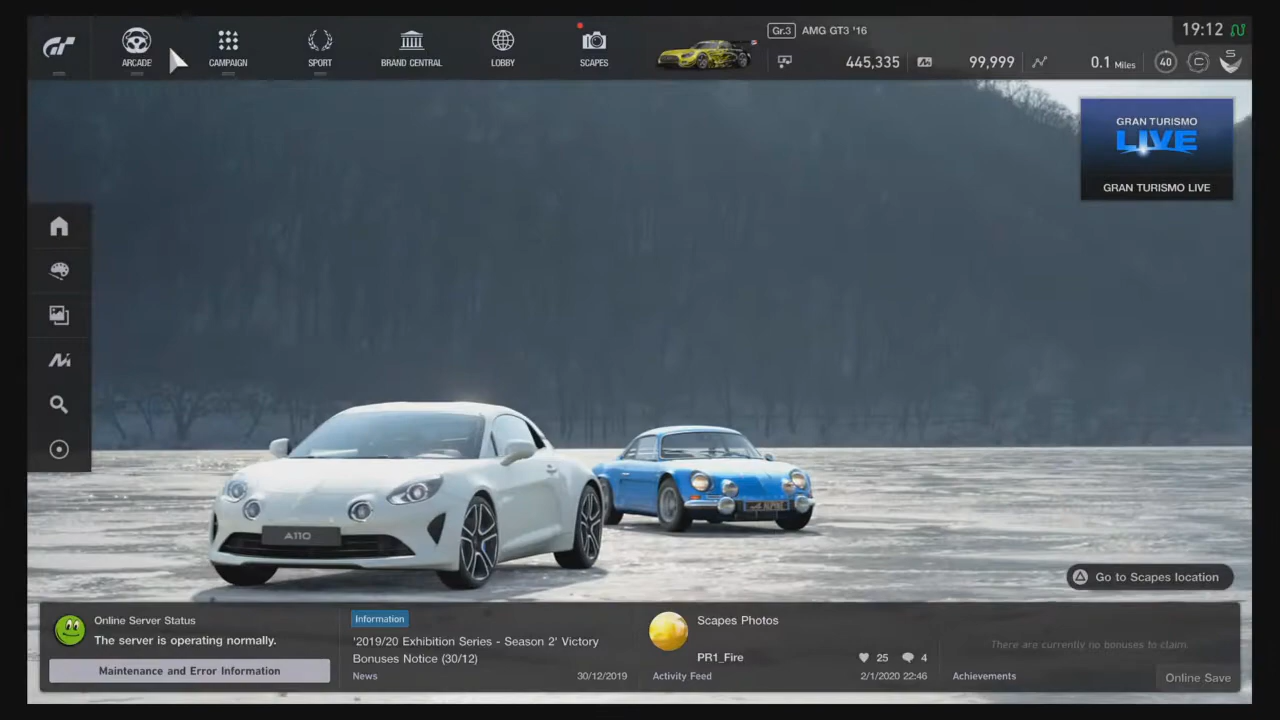 GT
ARCADE
CAMPAIGN
SPORT
BRAND CENTRAL
LOBBY
SCAPES
Gr.3 AMG GT3 '16
445,335
99,999
0.1 Miles
40
C
S
19:12
GRAN TURISMO
LIVE
GRAN TURISMO LIVE
A110
Go to Scapes location
Online Server Status
The server is operating normally.
Maintenance and Error Information
Information
'2019/20 Exhibition Series - Season 2' Victory
Bonuses Notice (30/12)
News 30/12/2019
Scapes Photos
PR1_Fire 25 4
Activity Feed 2/1/2020 22:46
There are currently no bonuses to claim.
Achievements
Online Save